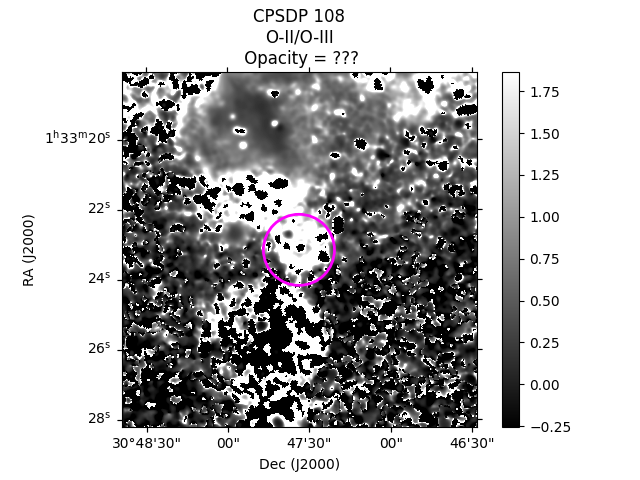 CPSDP 108
O-II/O-III
Opacity = ???
1h33m20s
22s
24s
26s
28s
RA (J2000)
30°48'30"
00"
47'30"
00"
46'30"
Dec (J2000)
1.75
1.50
1.25
1.00
0.75
0.50
0.25
0.00
−0.25